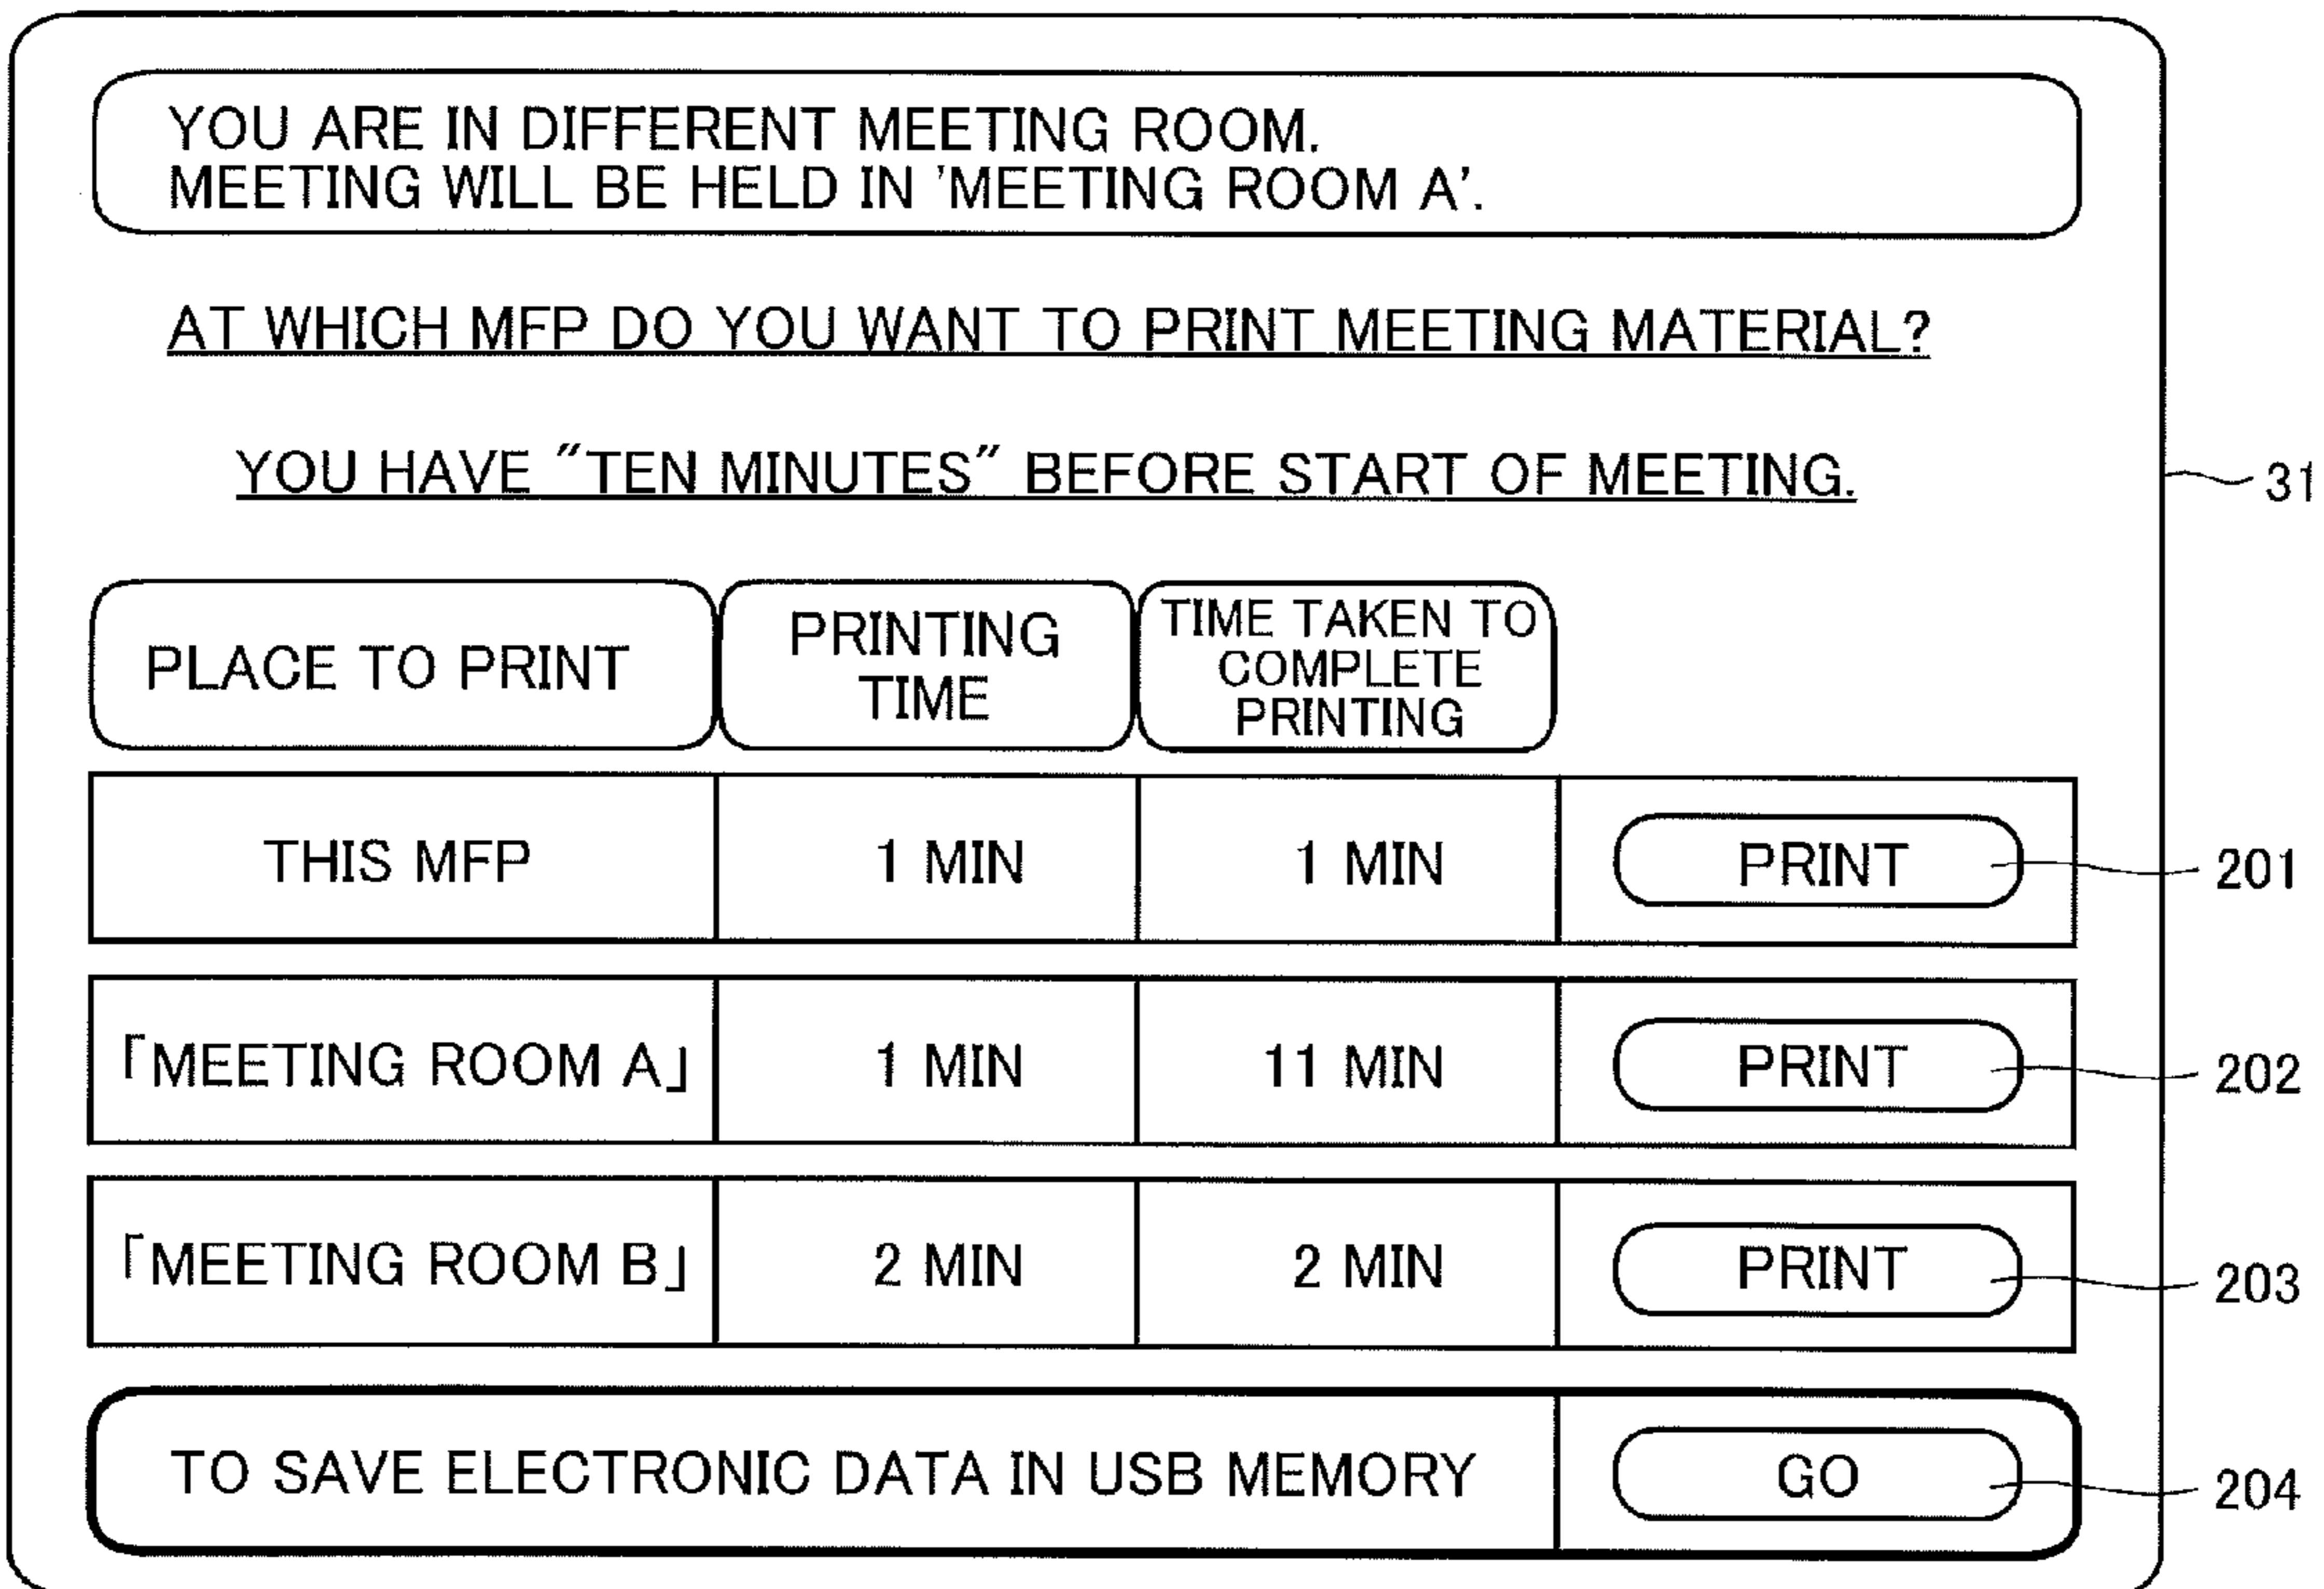 YOU ARE IN DIFFERENT MEETING ROOM.
MEETING WILL BE HELD IN 'MEETING ROOM A'.
AT WHICH MFP DO YOU WANT TO PRINT MEETING MATERIAL?
YOU HAVE "TEN MINUTES" BEFORE START OF MEETING.
31
PLACE TO PRINT
PRINTING
TIME
TIME TAKEN TO
COMPLETE
PRINTING
THIS MFP 1 MIN 1 MIN PRINT 201
「MEETING ROOM A」 1 MIN 11 MIN PRINT 202
「MEETING ROOM B」 2 MIN 2 MIN PRINT 203
TO SAVE ELECTRONIC DATA IN USB MEMORY GO 204